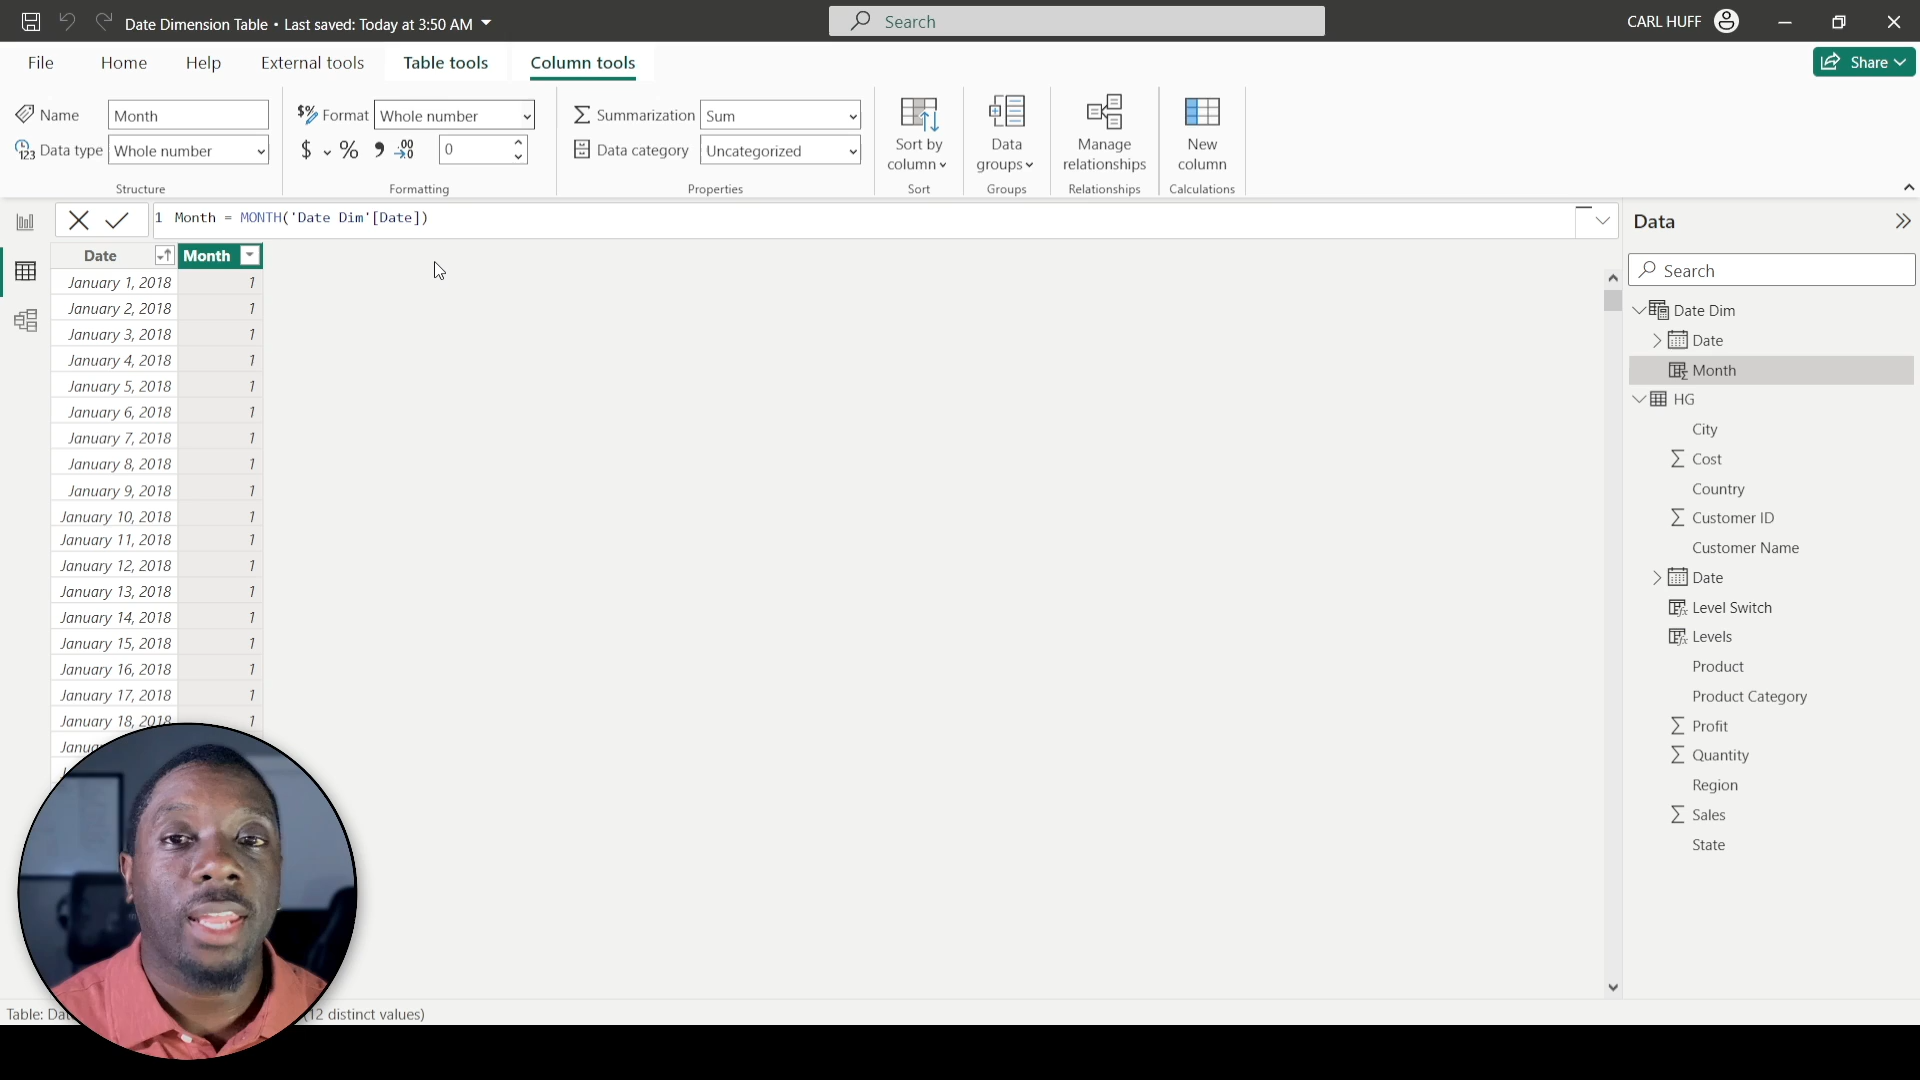 Date Dimension Table • Last saved: Today at 3:50 AM
Search
CARL HUFF
File Home Help External tools Table tools Column tools
Share
Name Month
Data type Whole number
Structure
Format Whole number
$ % 0
Formatting
Summarization Sum
Data category Uncategorized
Properties
Sort by
column
Sort
Data
groups
Groups
Manage
relationships
Relationships
New
column
Calculations
1 Month = MONTH('Date Dim'[Date])
Date Month
January 1, 2018 1
January 2, 2018 1
January 3, 2018 1
January 4, 2018 1
January 5, 2018 1
January 6, 2018 1
January 7, 2018 1
January 8, 2018 1
January 9, 2018 1
January 10, 2018 1
January 11, 2018 1
January 12, 2018 1
January 13, 2018 1
January 14, 2018 1
January 15, 2018 1
January 16, 2018 1
January 17, 2018 1
January 18, 2018 1
Table: (12 distinct values)
Data
Search
Date Dim
Date
Month
HG
City
Cost
Country
Customer ID
Customer Name
Date
Level Switch
Levels
Product
Product Category
Profit
Quantity
Region
Sales
State